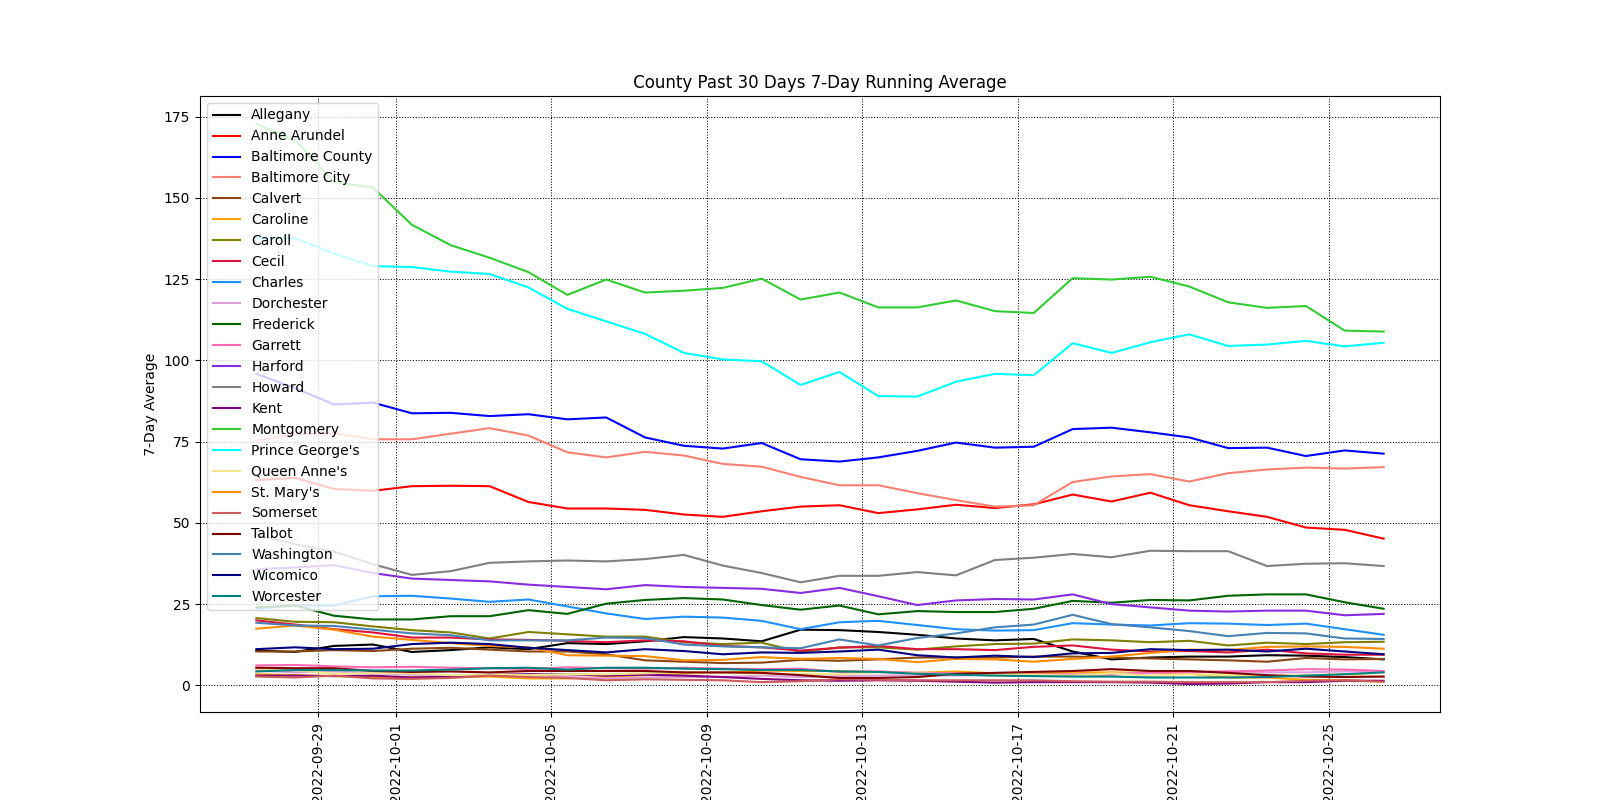 County Past 30 Days 7-Day Running Average
7-Day Average
175
150
125
100
75
50
25
0
Allegany
Anne Arundel
Baltimore County
Baltimore City
Calvert
Caroline
Caroll
Cecil
Charles
Dorchester
Frederick
Garrett
Harford
Howard
Kent
Montgomery
Prince George's
Queen Anne's
St. Mary's
Somerset
Talbot
Washington
Wicomico
Worcester
2022-09-29
2022-10-01
2022-10-05
2022-10-09
2022-10-13
2022-10-17
2022-10-21
2022-10-25